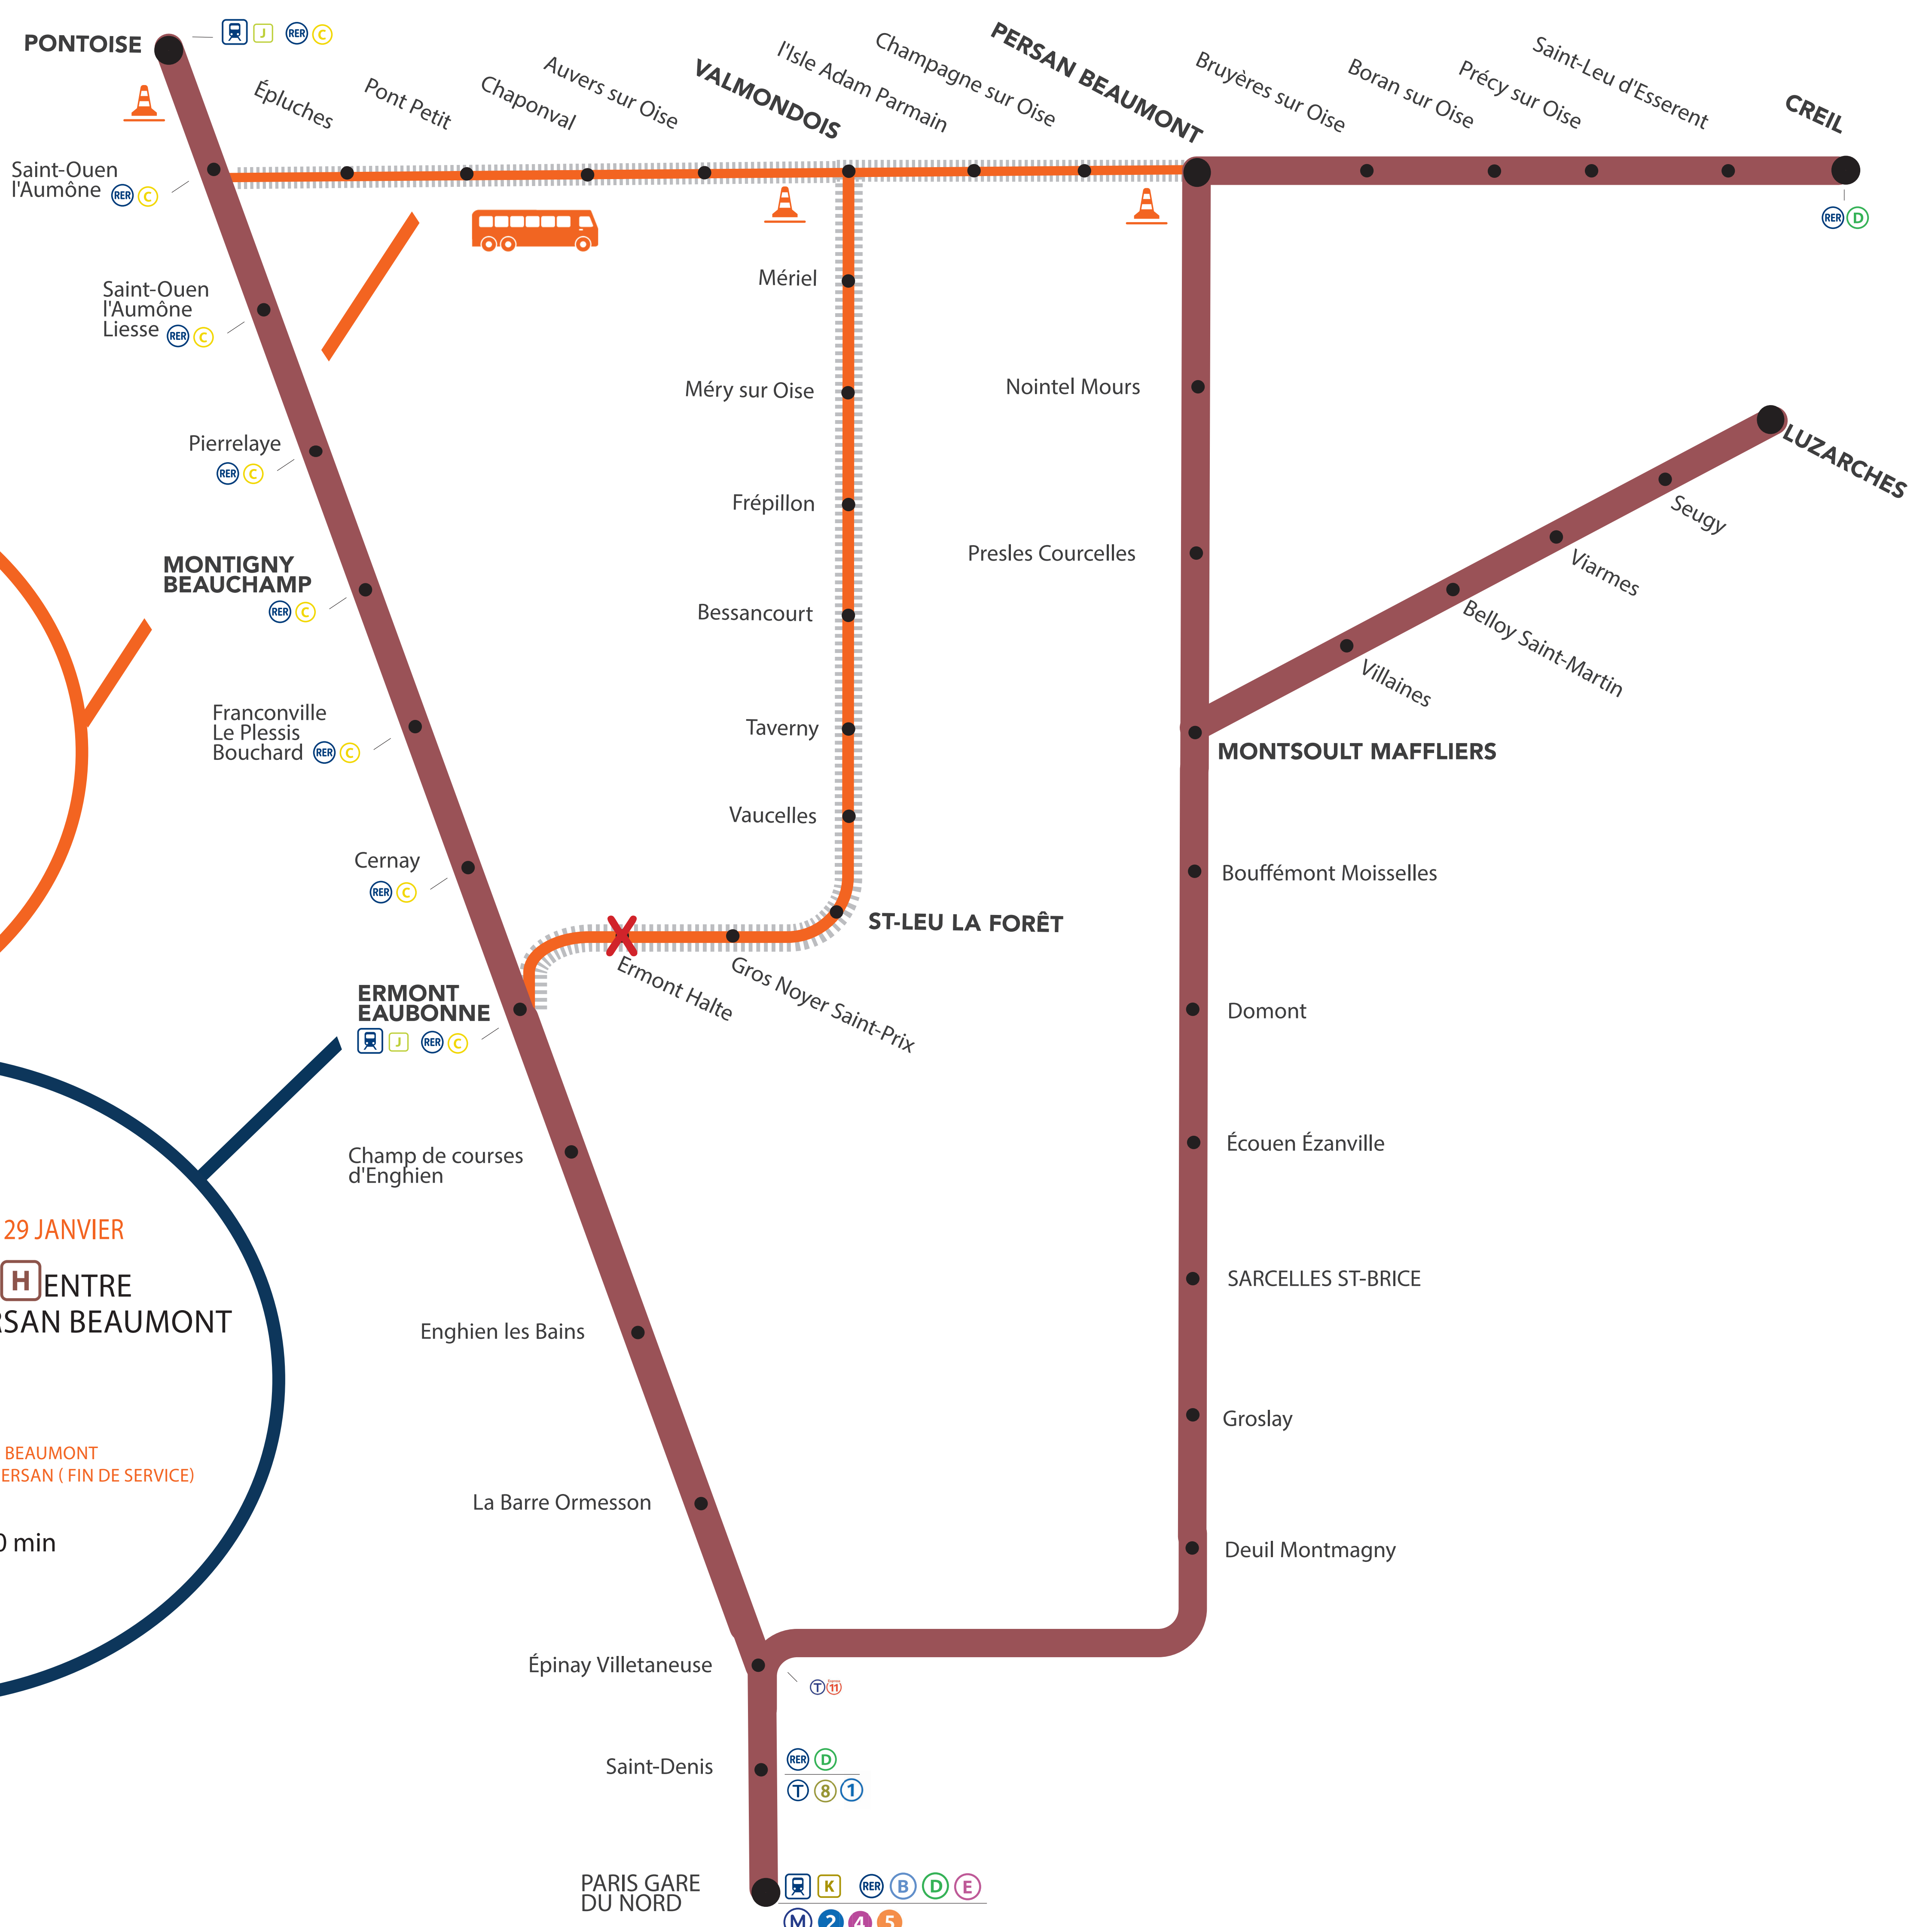 PONTOISE
J RER C
Épluches
Pont Petit
Chaponval
Auvers sur Oise
VALMONDOIS
l'Isle Adam Parmain
Champagne sur Oise
PERSAN BEAUMONT
Bruyères sur Oise
Boran sur Oise
Précy sur Oise
Saint-Leu d'Esserent
CREIL
RER D
Saint-Ouen
l'Aumône RER C
Saint-Ouen
l'Aumône
Liesse RER C
Pierrelaye
RER C
MONTIGNY
BEAUCHAMP
RER C
Franconville
Le Plessis
Bouchard RER C
Cernay
RER C
ERMONT
EAUBONNE
J RER C
Mériel
Méry sur Oise
Frépillon
Bessancourt
Taverny
Vaucelles
ST-LEU LA FORÊT
Gros Noyer Saint-Prix
Ermont Halte
Nointel Mours
Presles Courcelles
LUZARCHES
Seugy
Viarmes
Belloy Saint-Martin
Villaines
MONTSOULT MAFFLIERS
Bouffémont Moisselles
Domont
Écouen Ézanville
SARCELLES ST-BRICE
Groslay
Deuil Montmagny
Champ de courses
d'Enghien
Enghien les Bains
La Barre Ormesson
Épinay Villetaneuse
T 11
Saint-Denis
RER D
T 8 1
PARIS GARE
DU NORD
K RER B D E
M 2 4 5
29 JANVIER
H ENTRE
RSAN BEAUMONT
BEAUMONT
ERSAN ( FIN DE SERVICE)
0 min